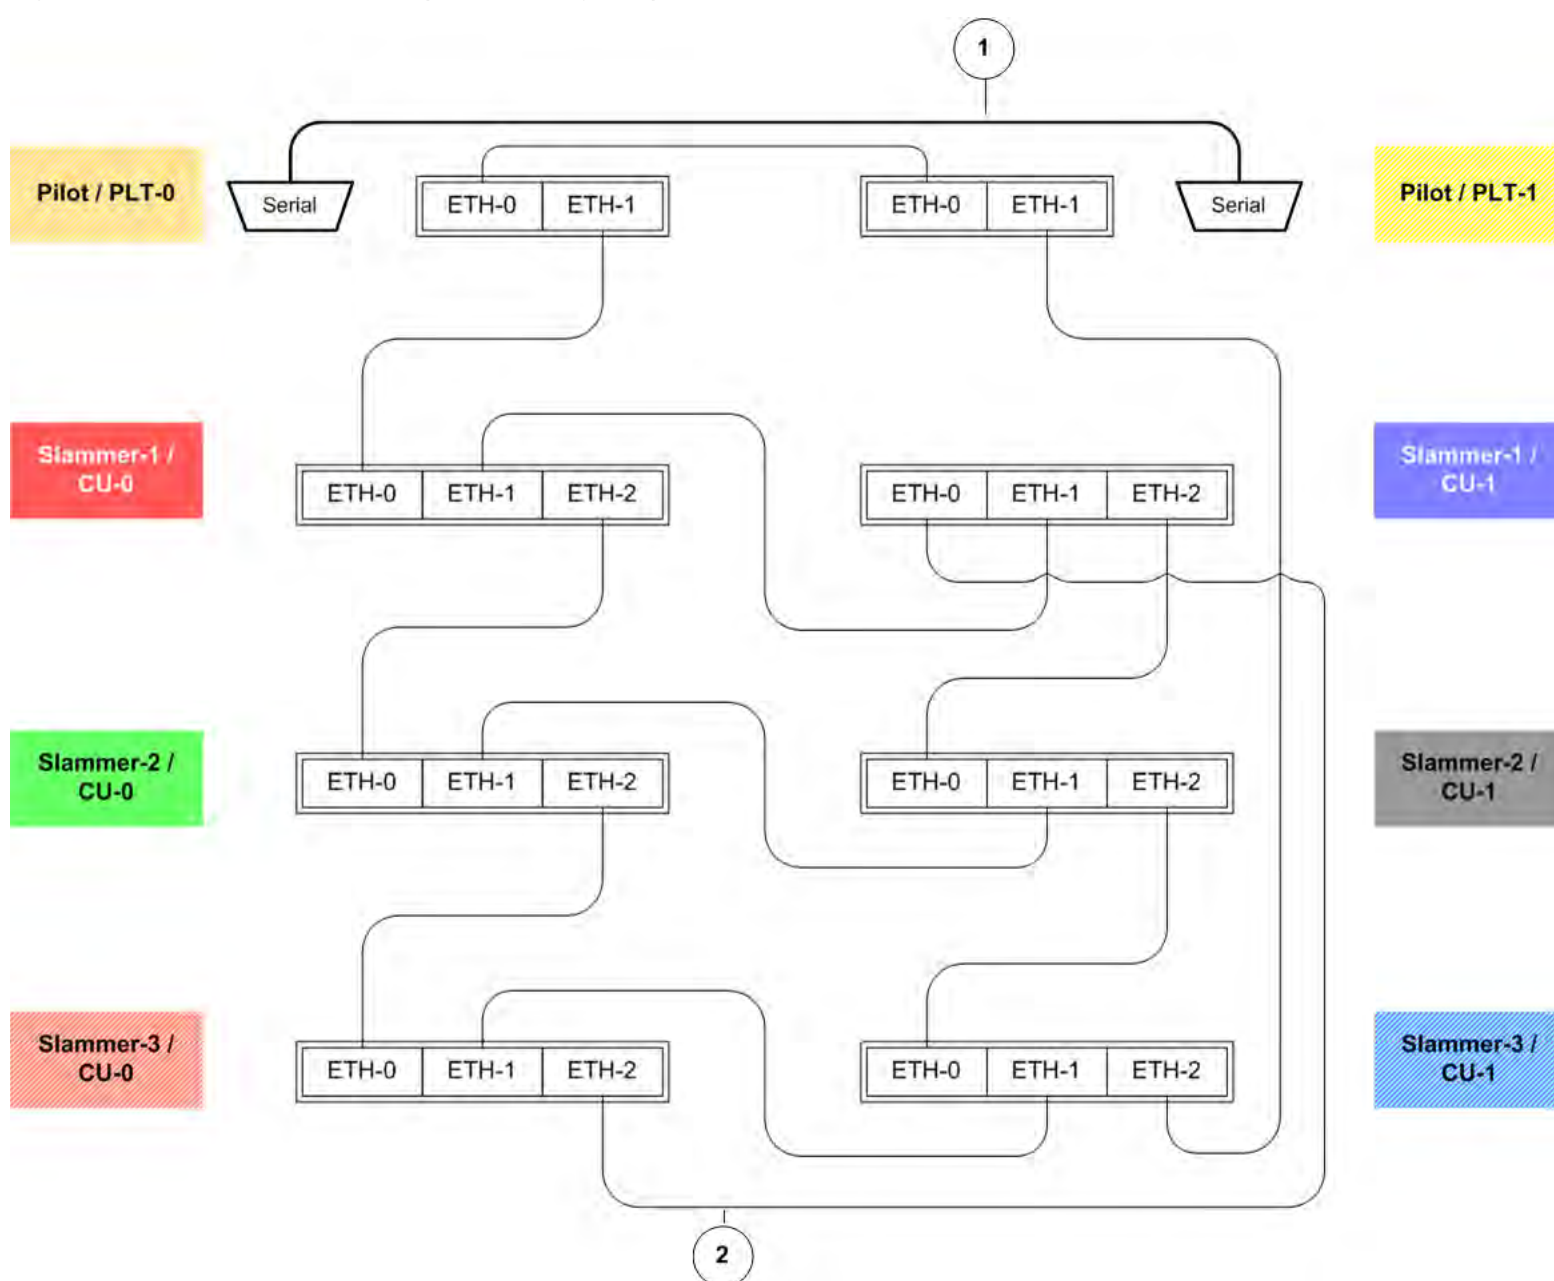 1
Pilot / PLT-0
Serial
ETH-0 ETH-1
ETH-0 ETH-1
Serial
Pilot / PLT-1
Slammer-1 /
CU-0
ETH-0 ETH-1 ETH-2
ETH-0 ETH-1 ETH-2
Slammer-1 /
CU-1
Slammer-2 /
CU-0
ETH-0 ETH-1 ETH-2
ETH-0 ETH-1 ETH-2
Slammer-2 /
CU-1
Slammer-3 /
CU-0
ETH-0 ETH-1 ETH-2
ETH-0 ETH-1 ETH-2
Slammer-3 /
CU-1
2